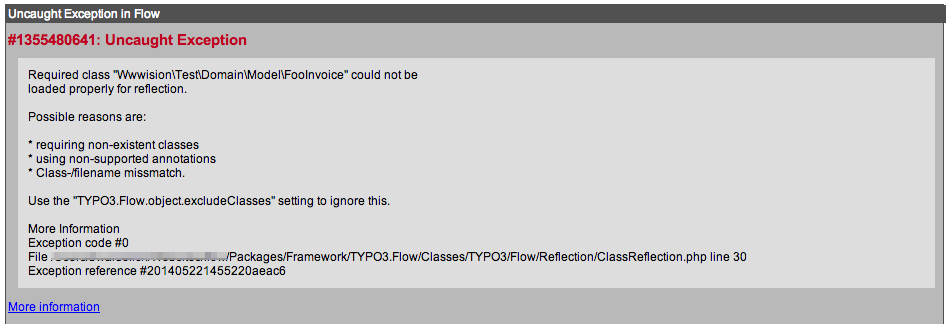 Uncaught Exception in Flow
#1355480641: Uncaught Exception
Required class "Wwwision\Test\Domain\Model\FooInvoice" could not be
loaded properly for reflection.
Possible reasons are:
* requiring non-existent classes
* using non-supported annotations
* Class-/filename missmatch.
Use the "TYPO3.Flow.object.excludeClasses" setting to ignore this.
More Information
Exception code #0
File /Packages/Framework/TYPO3.Flow/Classes/TYPO3/Flow/Reflection/ClassReflection.php line 30
Exception reference #201405221455220aeac6
More information